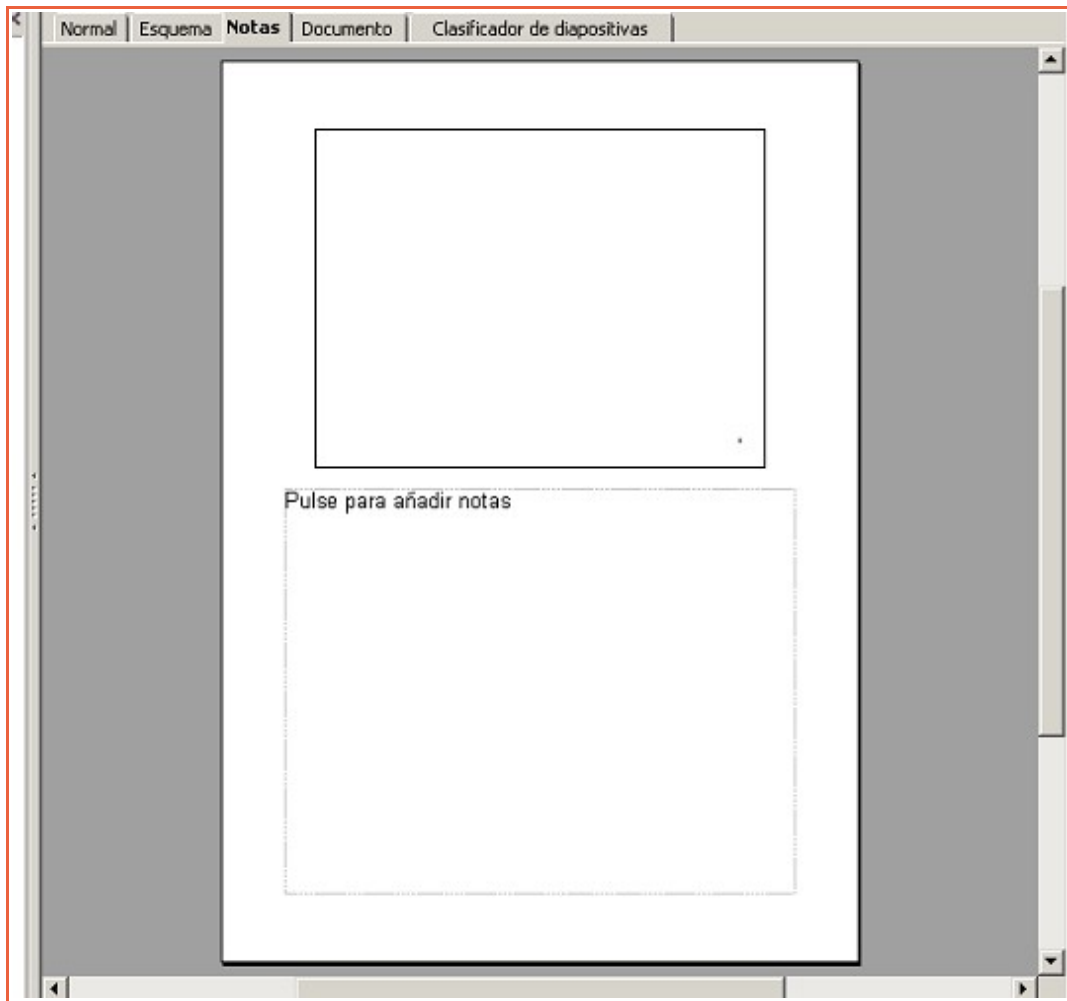 Normal Esquema Notas Documento Clasificador de diapositivas
Pulse para añadir notas